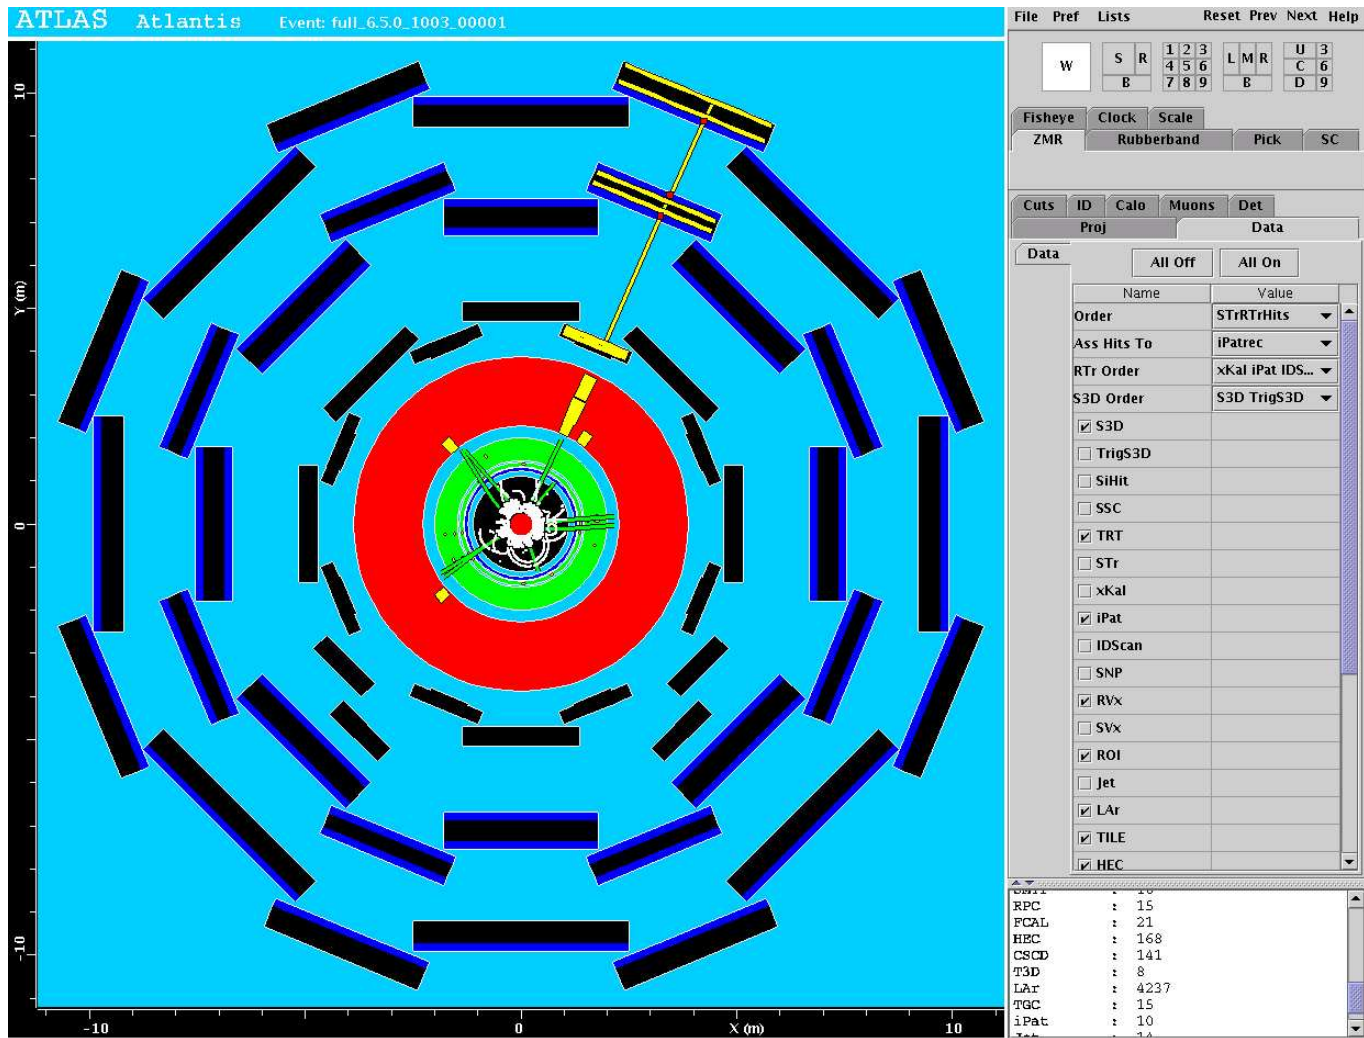 ATLAS Atlantis Event: full_6.5.0_1003_00001
File Pref Lists Reset Prev Next Help
W S R B 1 2 3 4 5 6 7 8 9 L M R B U 3 C 6 D 9
Fisheye Clock Scale
ZMR Rubberband Pick SC
Cuts ID Calo Muons Det
Proj Data
Data All Off All On
Name Value
Order STrRTrHits
Ass Hits To iPatrec
RTr Order xKal iPat IDS...
S3D Order S3D TrigS3D
S3D
TrigS3D
SiHit
SSC
TRT
STr
xKal
iPat
IDScan
SNP
RVx
SVx
ROI
Jet
LAr
TILE
HEC
RPC : 15
FCAL : 21
HEC : 168
CSCD : 141
T3D : 8
LAr : 4237
TGC : 15
iPat : 10
10
Y (m)
0
-10
-10 0 X (m) 10